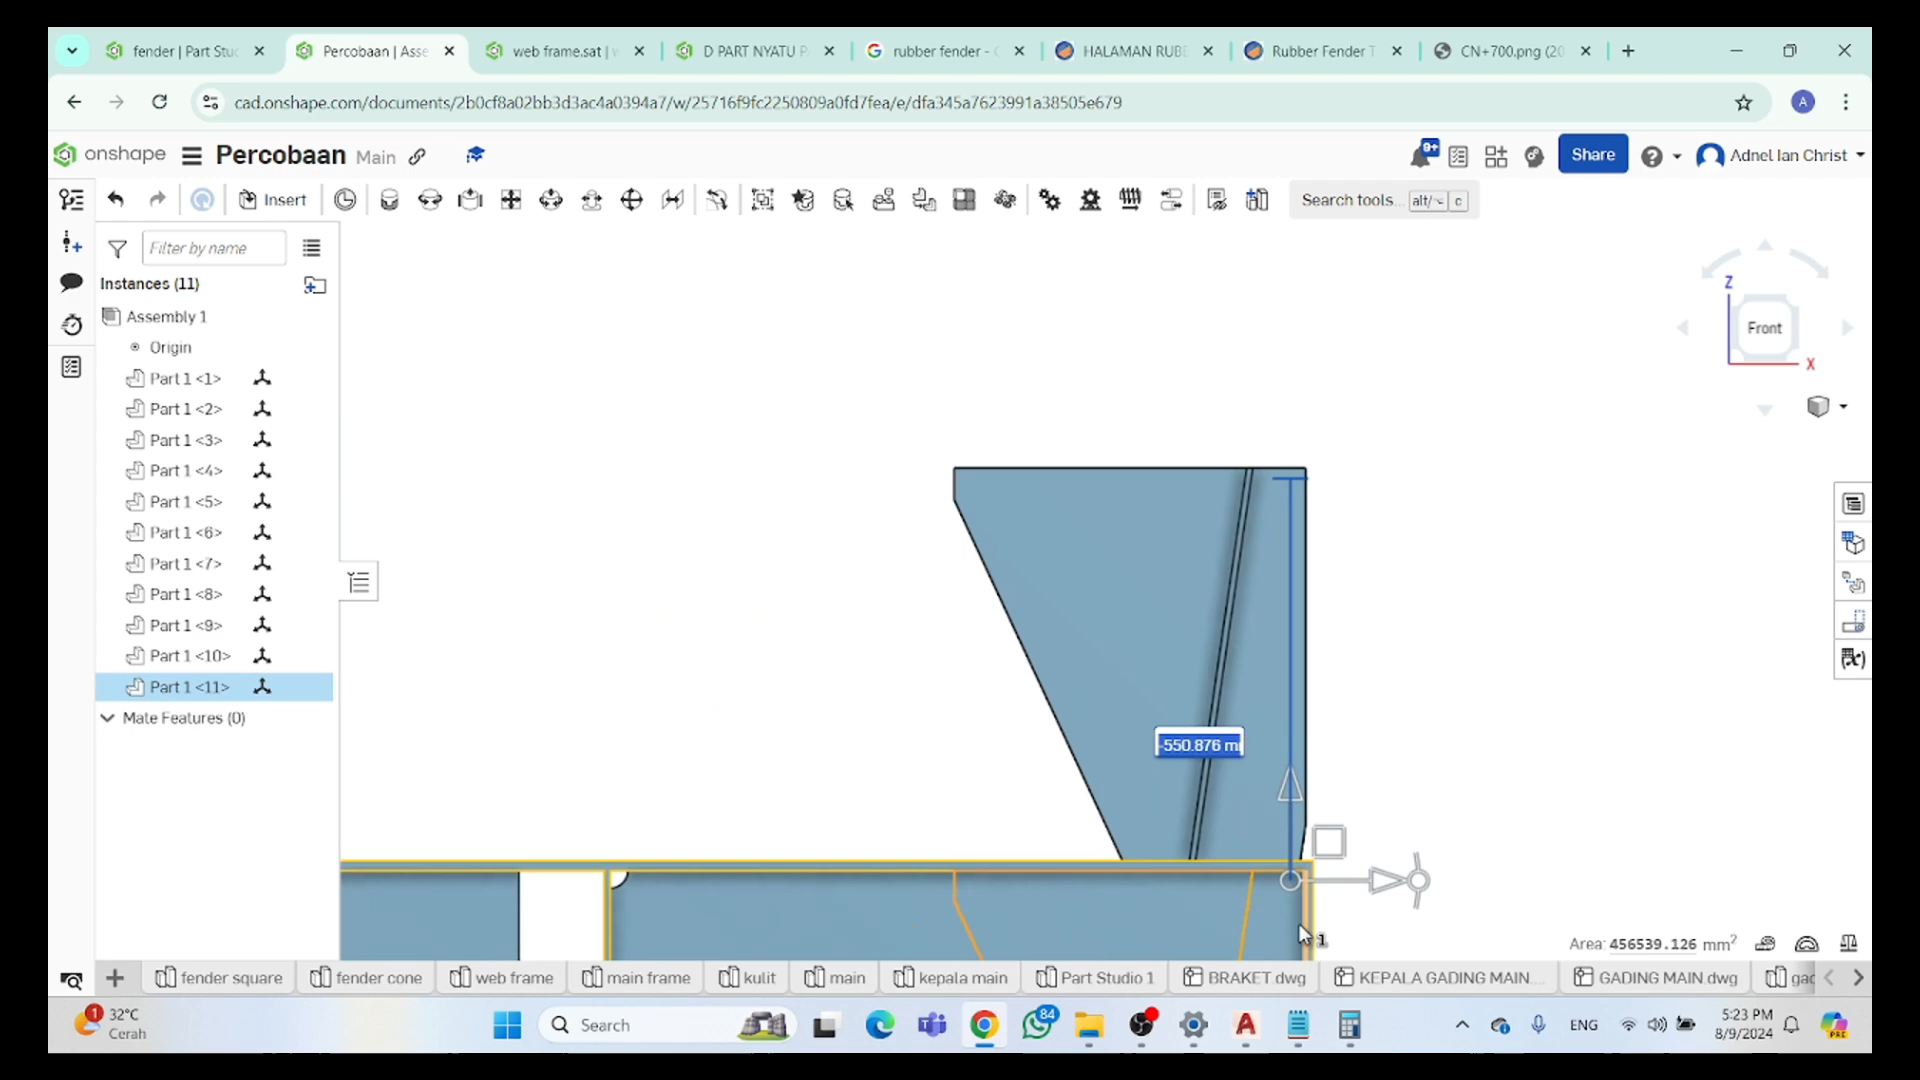 fender | Part Stu
Percobaan | Asse
web frame.sat |
D PART NYATU P
rubber fender -
HALAMAN RUB
Rubber Fender T
CN+700.png (20
cad.onshape.com/documents/2b0cf8a02bb3d3ac4a0394a7/w/25716f9fc2250809a0fd7fea/e/dfa345a7623991a38505e679
A
onshape
Percobaan
Main
9+
Share
Adnel Ian Christ
Insert
Search tools...
alt/⌥
c
Filter by name
Instances (11)
Assembly 1
Origin
Part 1 <1>
Part 1 <2>
Part 1 <3>
Part 1 <4>
Part 1 <5>
Part 1 <6>
Part 1 <7>
Part 1 <8>
Part 1 <9>
Part 1 <10>
Part 1 <11>
Mate Features (0)
Z
Front
X
-550.876 m
1
Area: 456539.126 mm²
fender square
fender cone
web frame
main frame
kulit
main
kepala main
Part Studio 1
BRAKET dwg
KEPALA GADING MAIN...
GADING MAIN dwg
gac
1
32°C
Cerah
Search
84
ENG
5:23 PM
8/9/2024
PRE